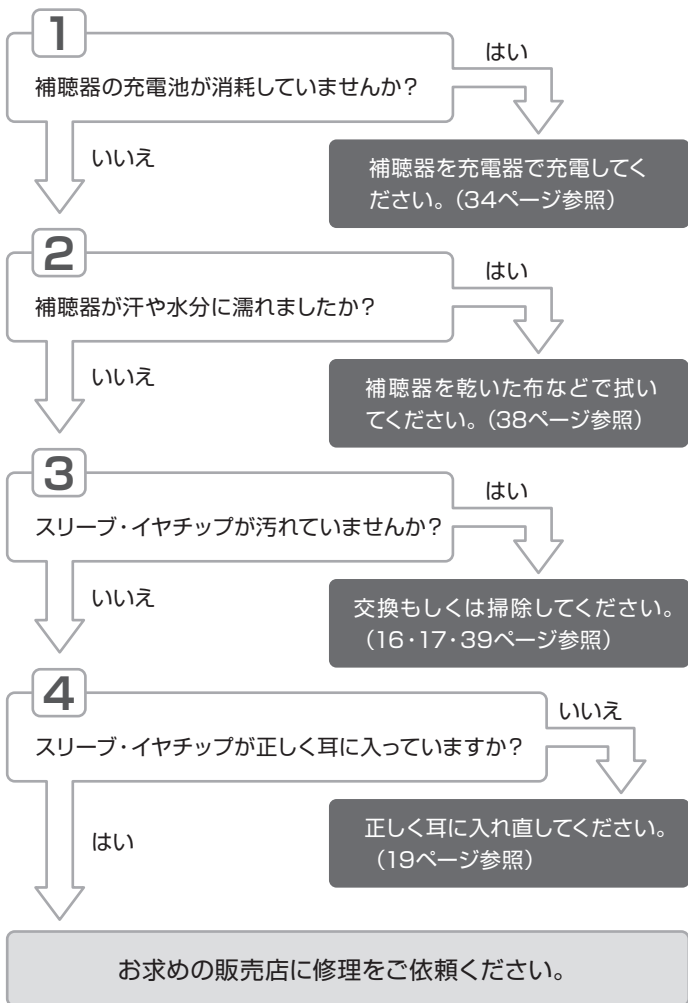 1
補聴器の充電池が消耗していませんか?
はい
いいえ
補聴器を充電器で充電してく
ださい。(34ページ参照)
2
補聴器が汗や水分に濡れましたか?
はい
いいえ
補聴器を乾いた布などで拭い
てください。(38ページ参照)
3
スリーブ・イヤチップが汚れていませんか?
はい
いいえ
交換もしくは掃除してください。
(16・17・39ページ参照)
4
スリーブ・イヤチップが正しく耳に入っていますか?
いいえ
はい
正しく耳に入れ直してください。
(19ページ参照)
お求めの販売店に修理をご依頼ください。